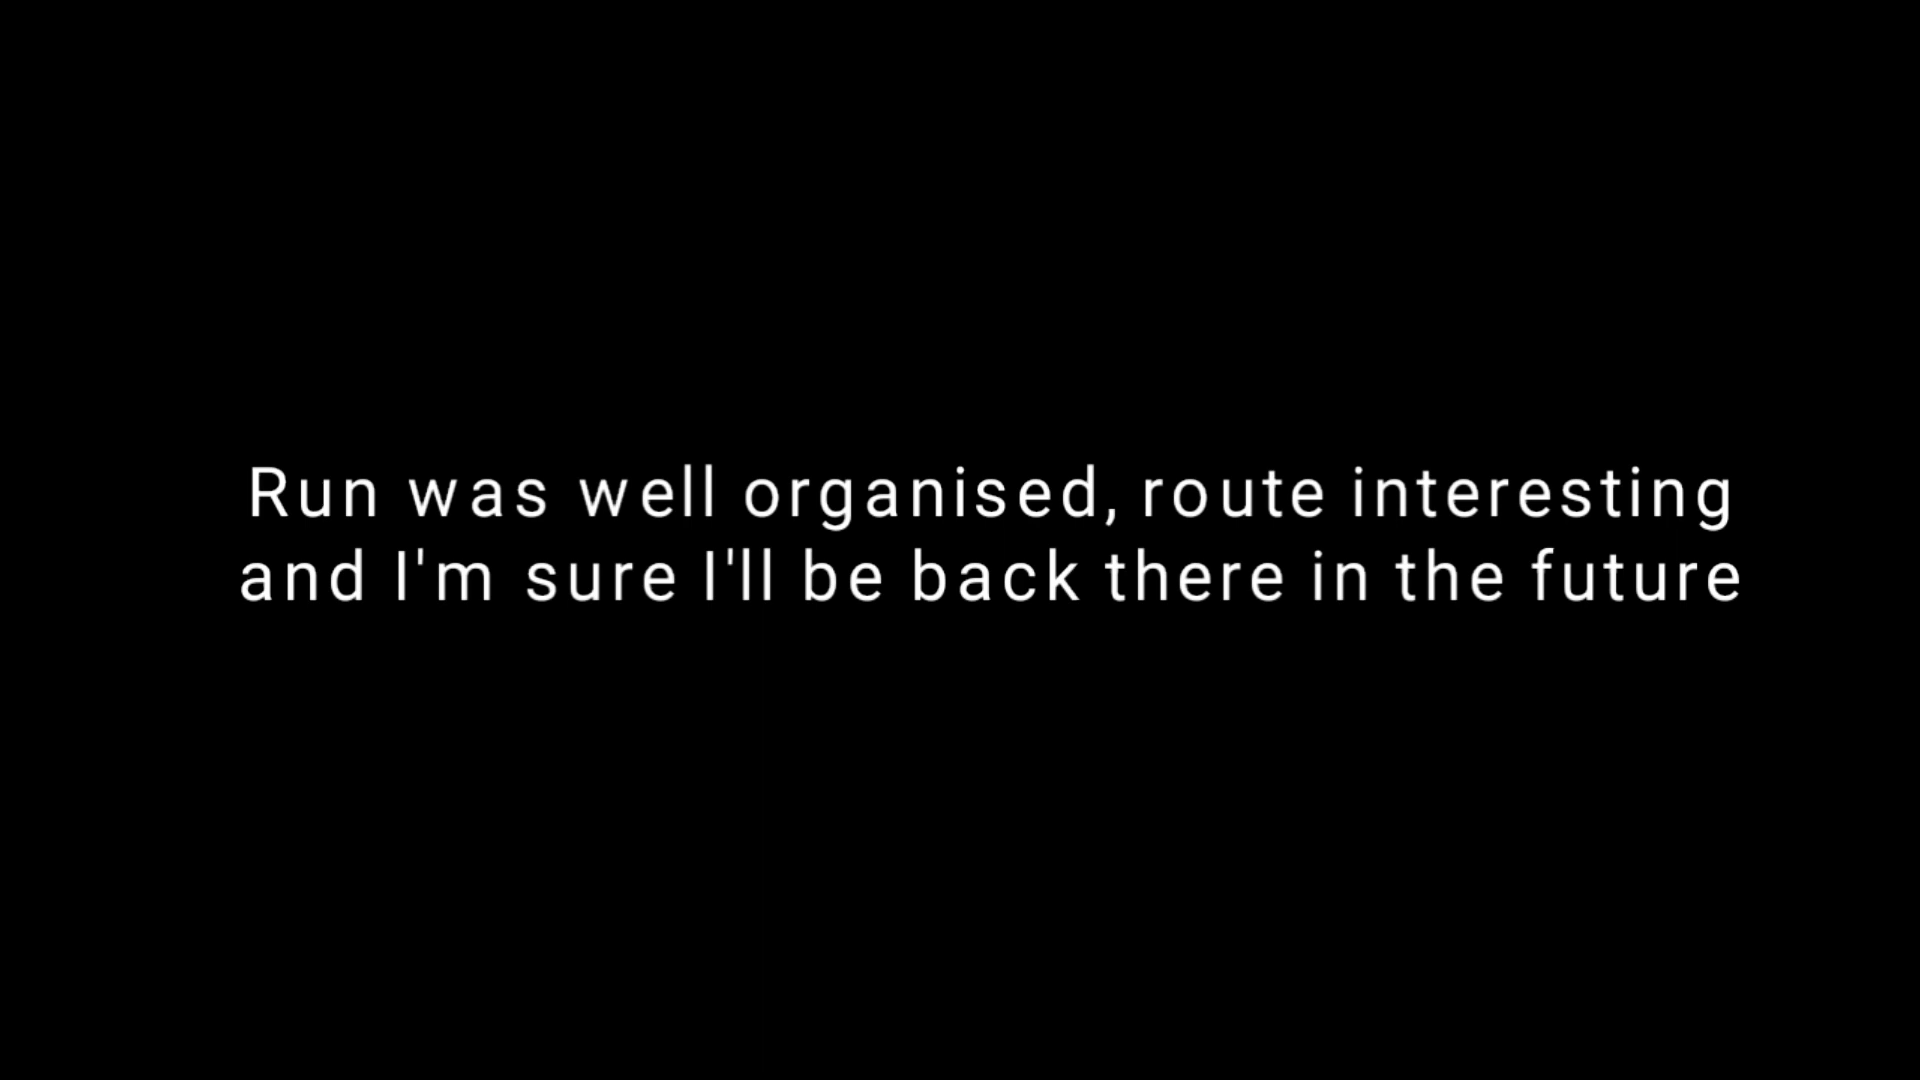 Run was well organised, route interesting
and I'm sure I'll be back there in the future